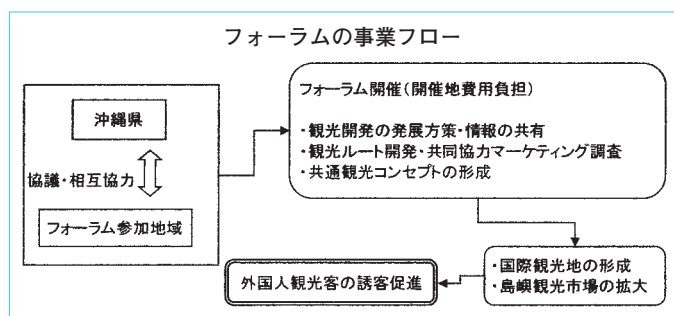 フォーラムの事業フロー
沖縄県
協議・相互協力
フォーラム参加地域
フォーラム開催(開催地費用負担)
・観光開発の発展方策・情報の共有
・観光ルート開発・共同協力マーケティング調査
・共通観光コンセプトの形成
・国際観光地の形成
・島嶼観光市場の拡大
外国人観光客の誘客促進